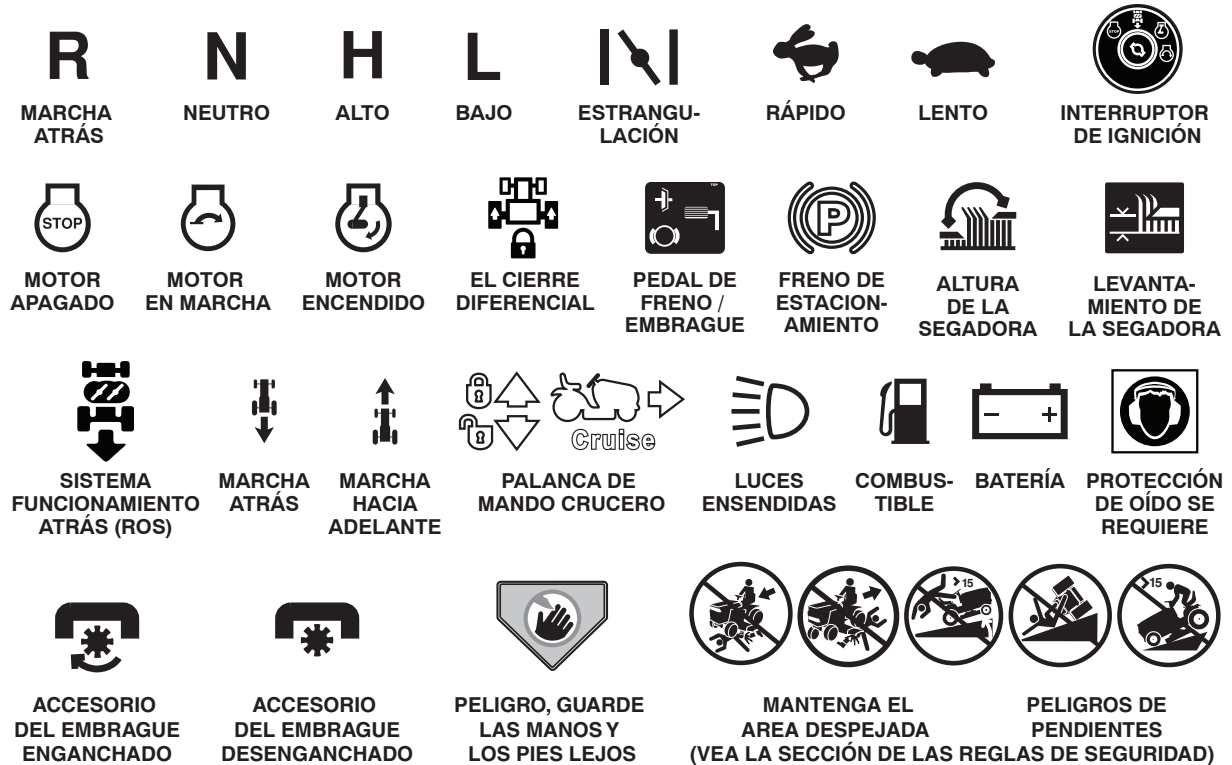 R N H L
MARCHA ATRÁS
NEUTRO
ALTO
BAJO
ESTRANGU-
LACIÓN
RÁPIDO
LENTO
STOP
INTERRUPTOR
DE IGNICIÓN
STOP
MOTOR
APAGADO
MOTOR
EN MARCHA
MOTOR
ENCENDIDO
EL CIERRE
DIFERENCIAL
TOP
PEDAL DE
FRENO /
EMBRAGUE
P
FRENO DE
ESTACION-
AMIENTO
ALTURA
DE LA
SEGADORA
LEVANTA-
MIENTO DE
LA SEGADORA
SISTEMA
FUNCIONAMIENTO
ATRÁS (ROS)
MARCHA
ATRÁS
MARCHA
HACIA
ADELANTE
Cruise
PALANCA DE
MANDO CRUCERO
LUCES
ENSENDIDAS
COMBUS-
TIBLE
- +
BATERÍA
PROTECCIÓN
DE OÍDO SE
REQUIERE
ACCESORIO
DEL EMBRAGUE
ENGANCHADO
ACCESORIO
DEL EMBRAGUE
DESENGANCHADO
PELIGRO, GUARDE
LAS MANOS Y
LOS PIES LEJOS
>15
>15
MANTENGA EL
AREA DESPEJADA
PELIGROS DE
PENDIENTES
(VEA LA SECCIÓN DE LAS REGLAS DE SEGURIDAD)